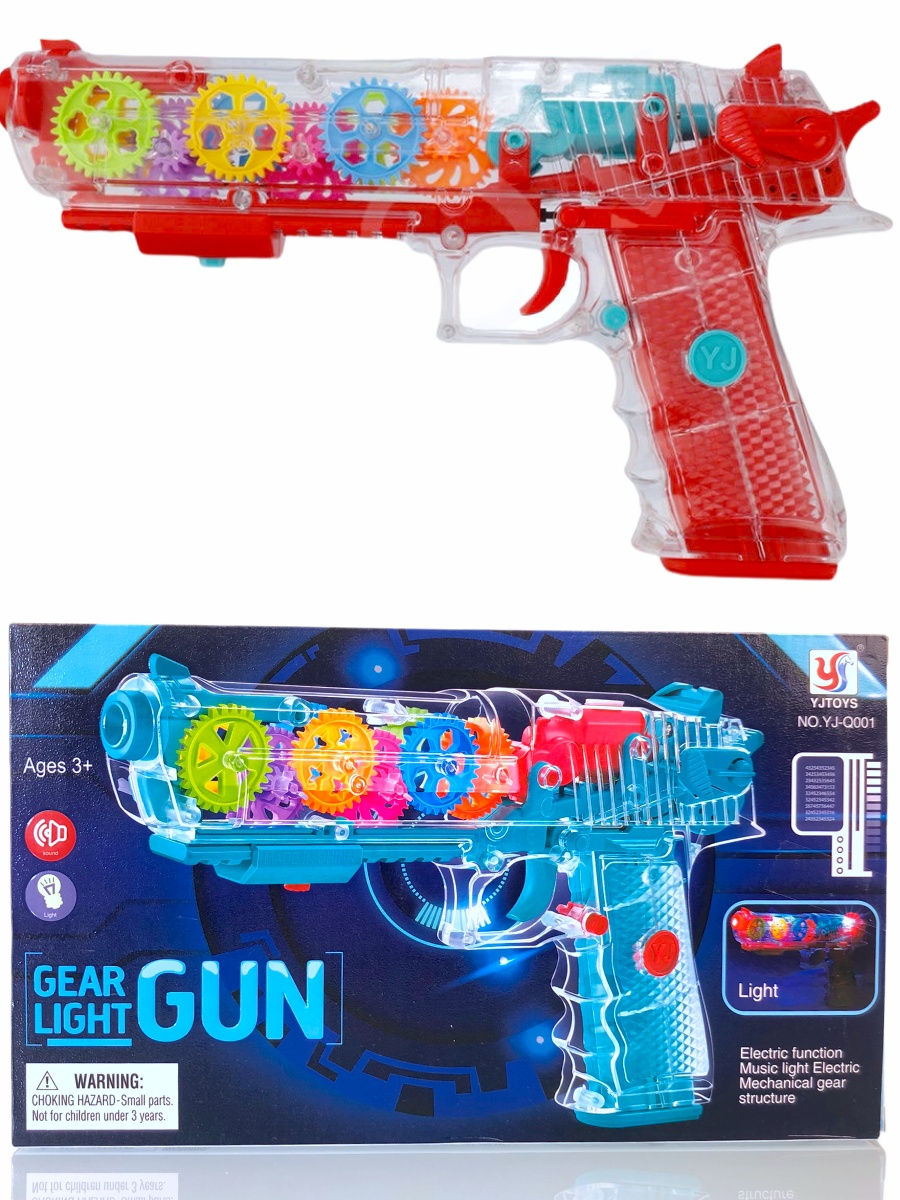 YJ
YJTOYS
NO.YJ-Q001
Ages 3+
sound
Light
YJ
GEAR
LIGHT
GUN
Light
WARNING:
CHOKING HAZARD-Small parts.
Not for children under 3 years.
Electric function
Music light Electric
Mechanical gear
structure